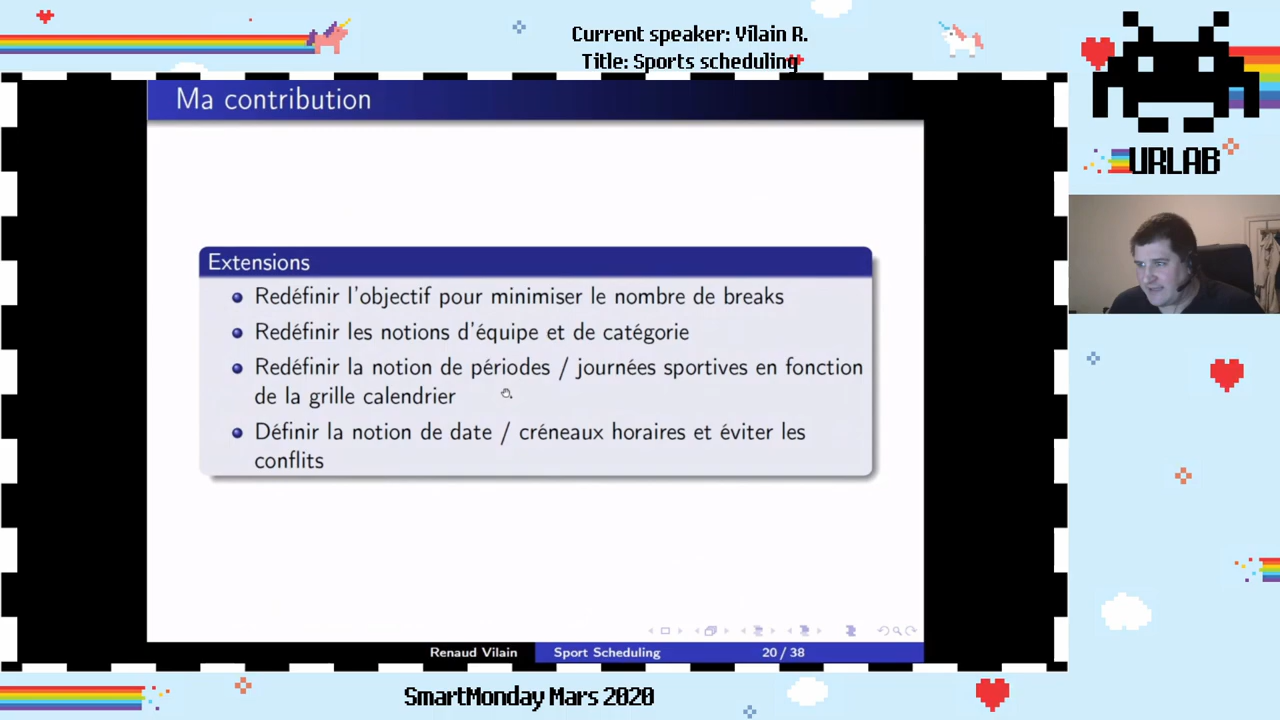 Current speaker: Vilain R.
Title: Sports scheduling
URLAB
Ma contribution
Extensions
Redéfinir l'objectif pour minimiser le nombre de breaks
Redéfinir les notions d'équipe et de catégorie
Redéfinir la notion de périodes / journées sportives en fonction
de la grille calendrier
Définir la notion de date / créneaux horaires et éviter les
conflits
Renaud Vilain
Sport Scheduling
20 / 38
SmartMonday Mars 2020